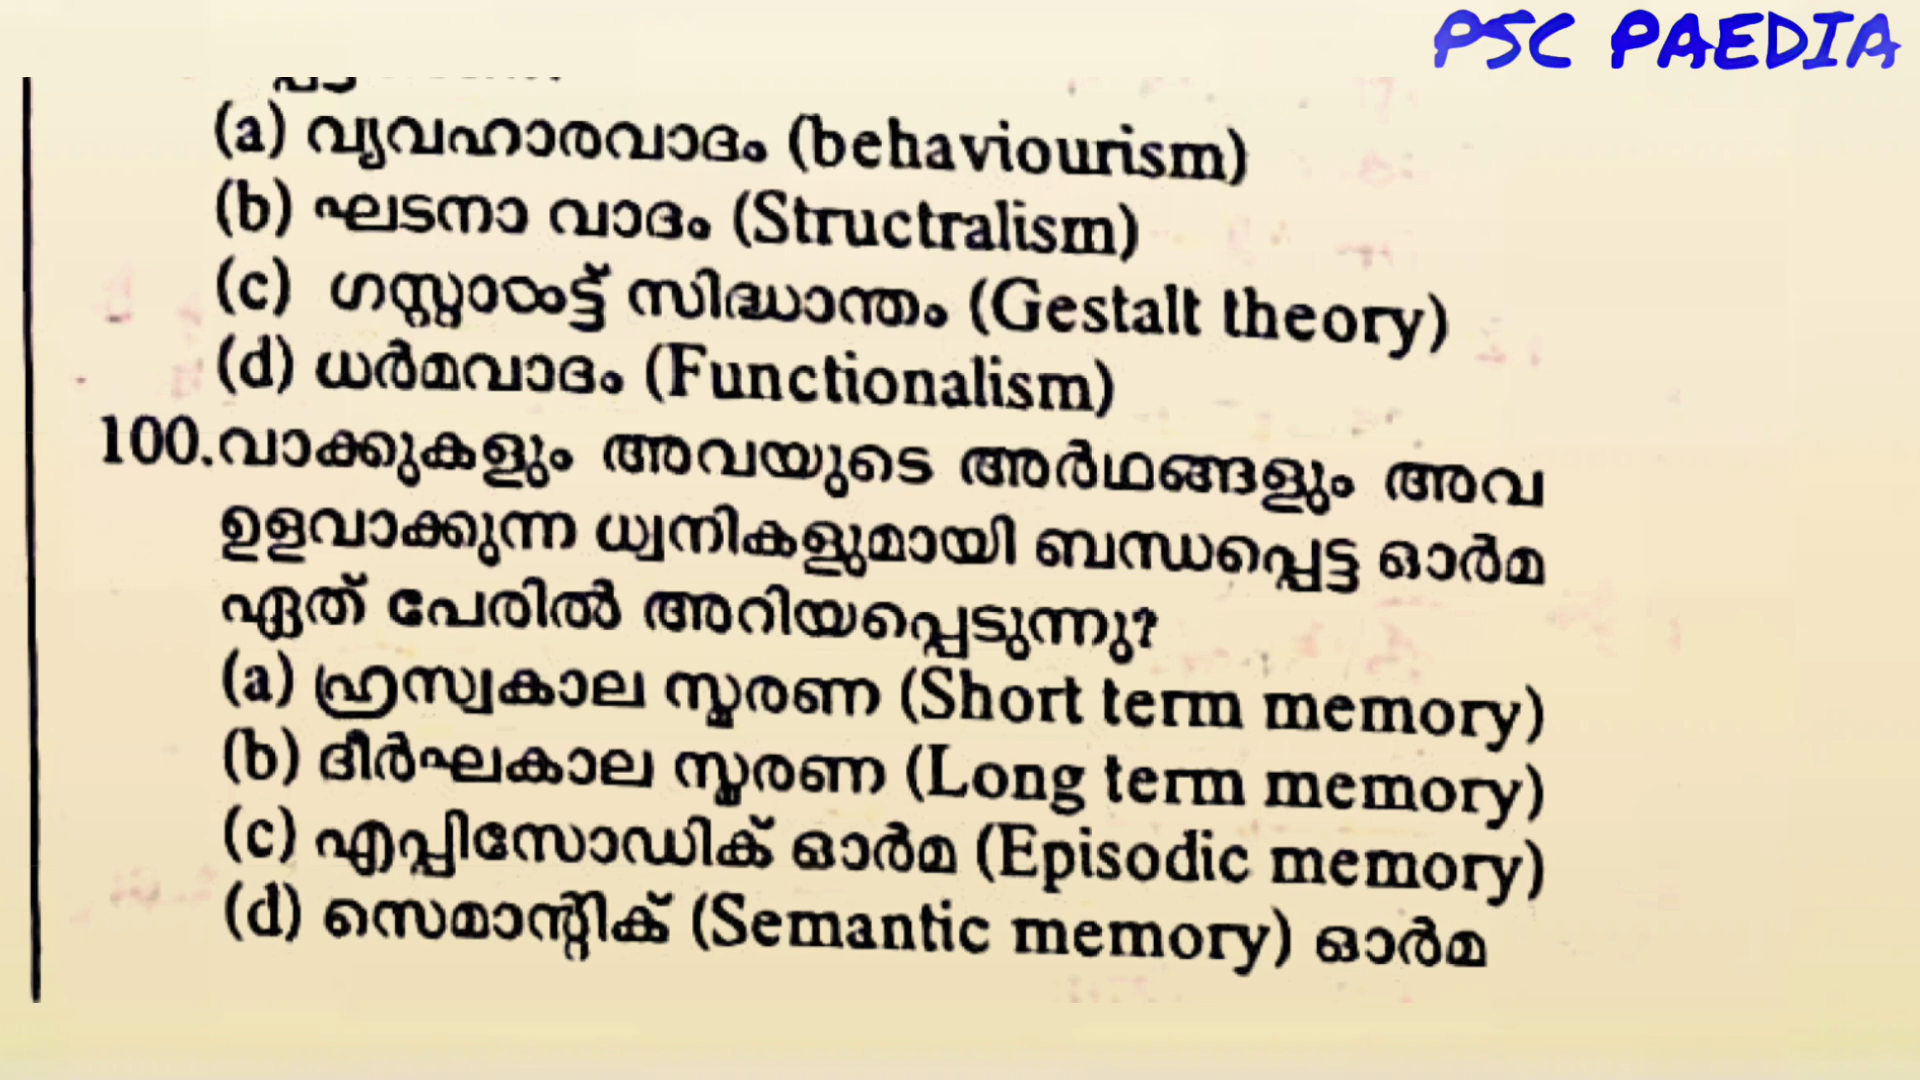 PSC PAEDIA
(a) വ്യവഹാരവാദം (behaviourism)
(b) ഘടനാ വാദം (Structralism)
(c) ഗസ്റ്റാൾട്ട് സിദ്ധാന്തം (Gestalt theory)
(d) ധർമവാദം (Functionalism)
100.വാക്കുകളും അവയുടെ അർഥങ്ങളും അവ
ഉളവാക്കുന്ന ധ്വനികളുമായി ബന്ധപ്പെട്ട ഓർമ
ഏത് പേരിൽ അറിയപ്പെടുന്നു?
(a) ഹ്രസ്വകാല സ്മരണ (Short term memory)
(b) ദീർഘകാല സ്മരണ (Long term memory)
(c) എപ്പിസോഡിക് ഓർമ (Episodic memory)
(d) സെമാന്റിക് (Semantic memory) ഓർമ